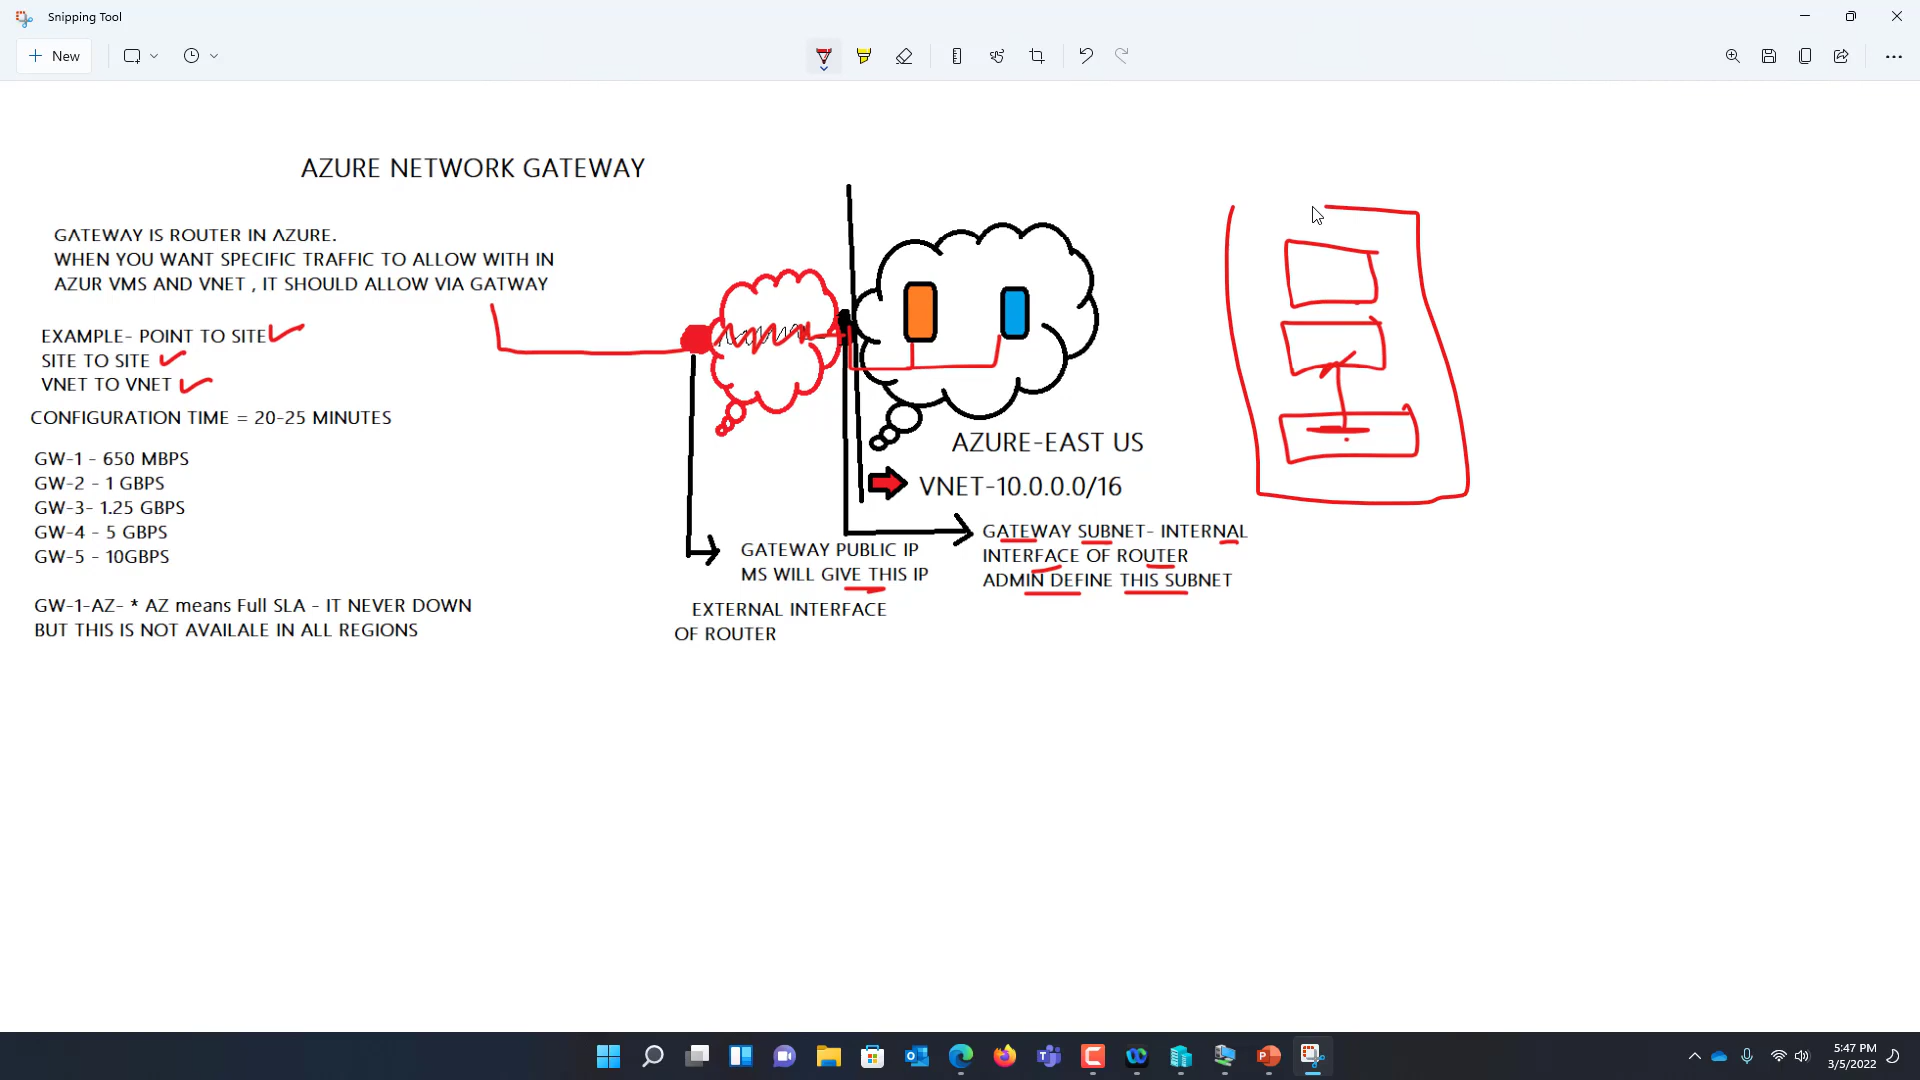 Snipping Tool
New
AZURE NETWORK GATEWAY
GATEWAY IS ROUTER IN AZURE.
WHEN YOU WANT SPECIFIC TRAFFIC TO ALLOW WITH IN
AZUR VMS AND VNET , IT SHOULD ALLOW VIA GATWAY
EXAMPLE- POINT TO SITE
SITE TO SITE
VNET TO VNET
CONFIGURATION TIME = 20-25 MINUTES
GW-1 - 650 MBPS
GW-2 - 1 GBPS
GW-3- 1.25 GBPS
GW-4 - 5 GBPS
GW-5 - 10GBPS
GW-1-AZ- * AZ means Full SLA - IT NEVER DOWN
BUT THIS IS NOT AVAILALE IN ALL REGIONS
AZURE-EAST US
VNET-10.0.0.0/16
GATEWAY SUBNET- INTERNAL
INTERFACE OF ROUTER
ADMIN DEFINE THIS SUBNET
GATEWAY PUBLIC IP
MS WILL GIVE THIS IP
EXTERNAL INTERFACE
OF ROUTER
5:47 PM
3/5/2022